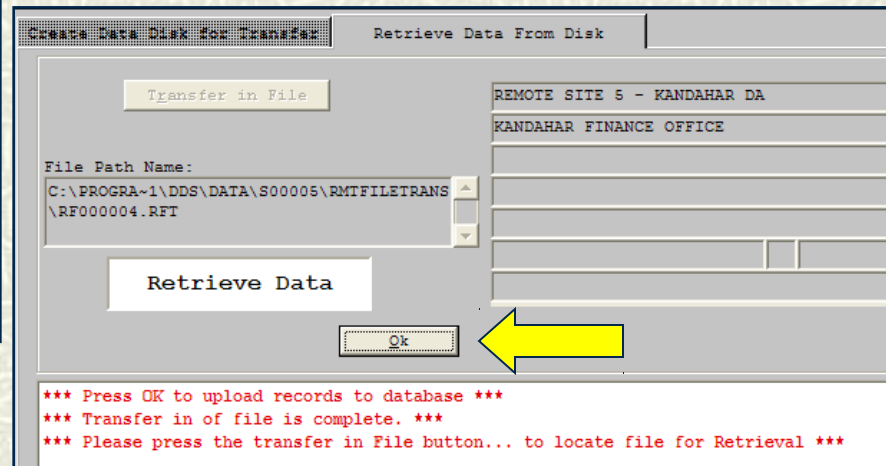 Create Data Disk for Transfer
Retrieve Data From Disk
Transfer in File
REMOTE SITE 5 - KANDAHAR DA
KANDAHAR FINANCE OFFICE
File Path Name:
C:\PROGRA~1\DDS\DATA\S00005\RMTFILETRANS
\RF000004.RFT
Retrieve Data
Ok
*** Press OK to upload records to database ***
*** Transfer in of file is complete. ***
*** Please press the transfer in File button... to locate file for Retrieval ***